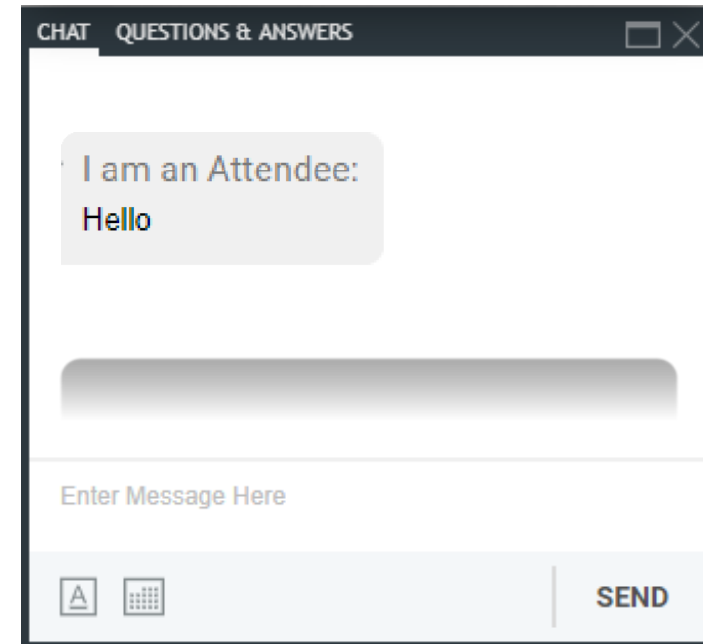 CHAT QUESTIONS & ANSWERS
I am an Attendee:
Hello
Enter Message Here
A
SEND